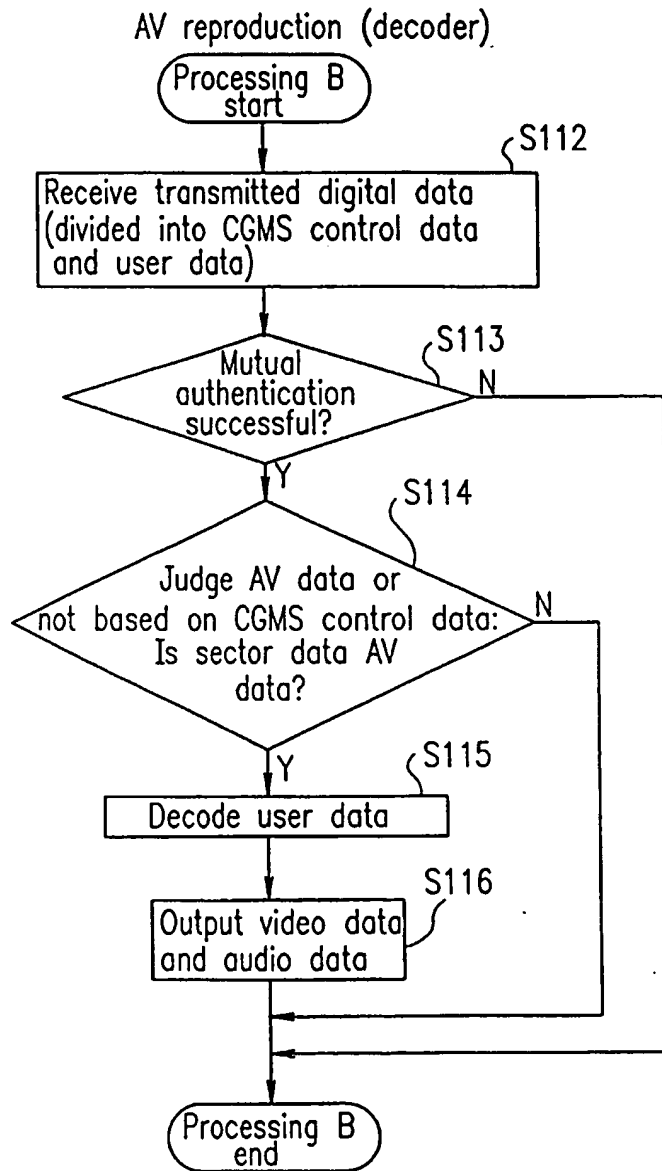 AV reproduction (decoder)
Processing B
start
S112
Receive transmitted digital data
(divided into CGMS control data
and user data)
S113
Mutual
authentication
successful?
N
Y
S114
Judge AV data or
not based on CGMS control data:
Is sector data AV
data?
N
Y
S115
Decode user data
S116
Output video data
and audio data
Processing B
end